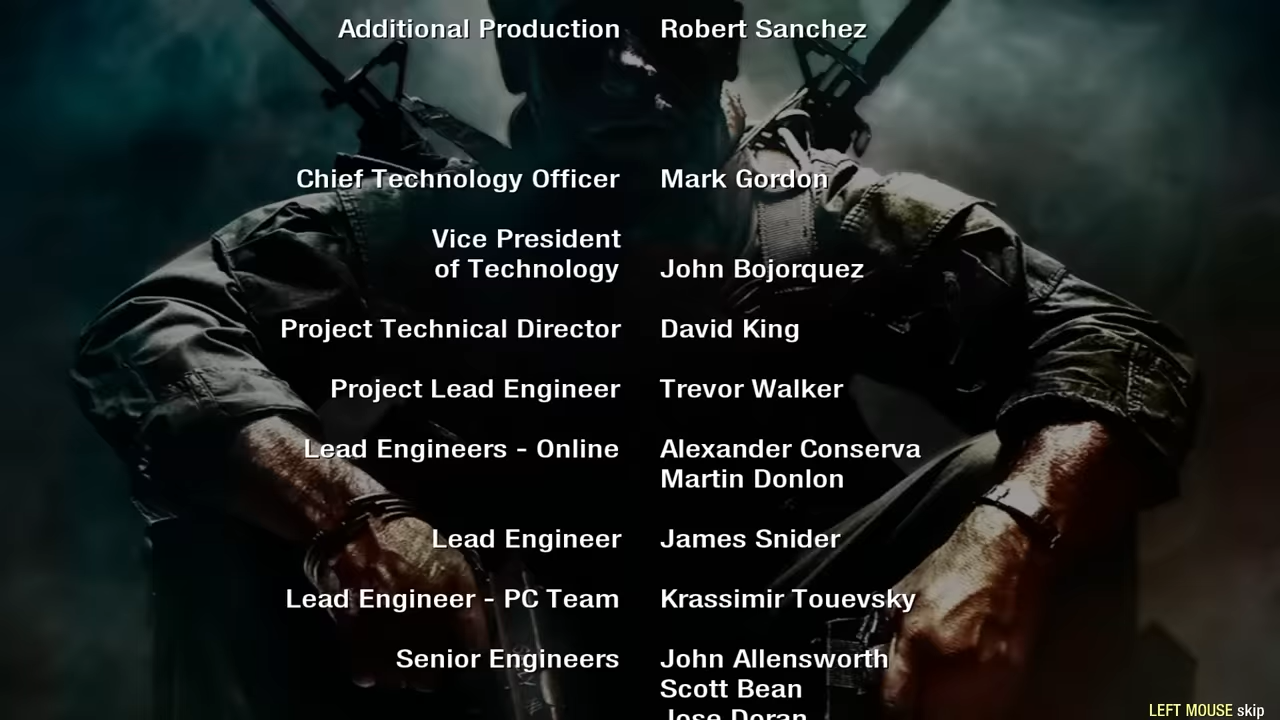 Additional Production Robert Sanchez
Chief Technology Officer Mark Gordon
Vice President
of Technology John Bojorquez
Project Technical Director David King
Project Lead Engineer Trevor Walker
Lead Engineers - Online Alexander Conserva
Martin Donlon
Lead Engineer James Snider
Lead Engineer - PC Team Krassimir Touevsky
Senior Engineers John Allensworth
Scott Bean
Jose Doran
LEFT MOUSE skip